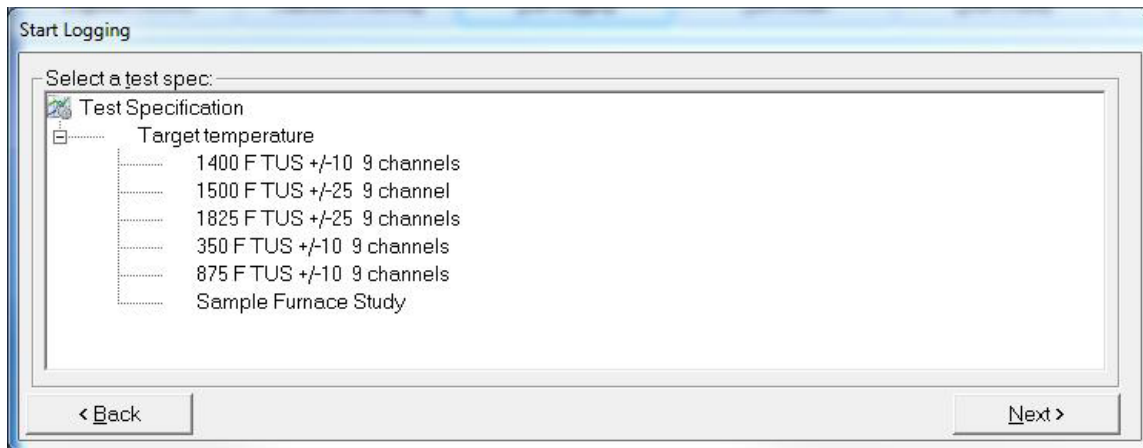 Start Logging
Select a test spec:
Test Specification
Target temperature
1400 F TUS +/-10 9 channels
1500 F TUS +/-25 9 channel
1825 F TUS +/-25 9 channels
350 F TUS +/-10 9 channels
875 F TUS +/-10 9 channels
Sample Furnace Study
< Back
Next >